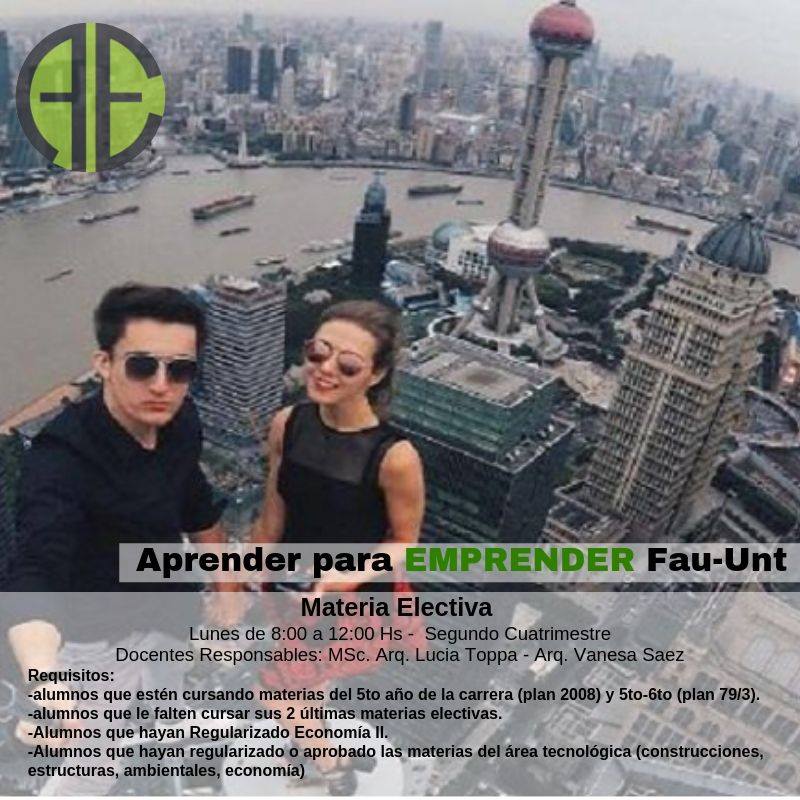 AE
Aprender para EMPRENDER Fau-Unt
Materia Electiva
Lunes de 8:00 a 12:00 Hs - Segundo Cuatrimestre
Docentes Responsables: MSc. Arq. Lucia Toppa - Arq. Vanesa Saez
Requisitos:
-alumnos que estén cursando materias del 5to año de la carrera (plan 2008) y 5to-6to (plan 79/3).
-alumnos que le falten cursar sus 2 últimas materias electivas.
-Alumnos que hayan Regularizado Economía II.
-Alumnos que hayan regularizado o aprobado las materias del área tecnológica (construcciones,
estructuras, ambientales, economía)